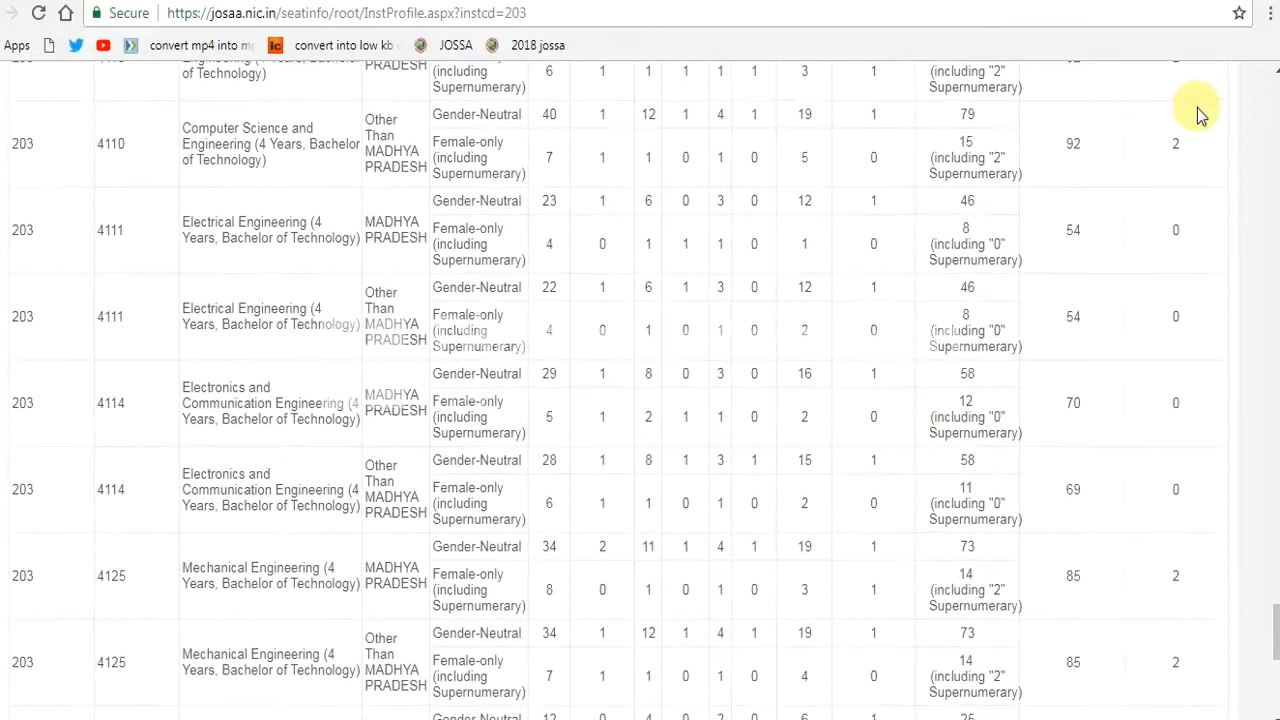 Secure https://josaa.nic.in/seatinfo/root/InstProfile.aspx?instcd=203
Apps convert mp4 into convert into low kb JOSSA 2018 jossa
of Technology) PRADESH (including Supernumerary) 6 1 1 1 1 1 3 1 (including "2" Supernumerary)
203 4110 Computer Science and Engineering (4 Years, Bachelor of Technology) Other Than MADHYA PRADESH Gender-Neutral 40 1 12 1 4 1 19 1 79 92 2
Female-only (including Supernumerary) 7 1 1 0 1 0 5 0 15 (including "2" Supernumerary)
203 4111 Electrical Engineering (4 Years, Bachelor of Technology) MADHYA PRADESH Gender-Neutral 23 1 6 0 3 0 12 1 46 54 0
Female-only (including Supernumerary) 4 0 1 1 1 0 1 0 8 (including "0" Supernumerary)
203 4111 Electrical Engineering (4 Years, Bachelor of Technology) Other Than MADHYA PRADESH Gender-Neutral 22 1 6 1 3 0 12 1 46 54 0
Female-only (including Supernumerary) 4 0 1 0 1 0 2 0 8 (including "0" Supernumerary)
203 4114 Electronics and Communication Engineering (4 Years, Bachelor of Technology) MADHYA PRADESH Gender-Neutral 29 1 8 0 3 0 16 1 58 70 0
Female-only (including Supernumerary) 5 1 2 1 1 0 2 0 12 (including "0" Supernumerary)
203 4114 Electronics and Communication Engineering (4 Years, Bachelor of Technology) Other Than MADHYA PRADESH Gender-Neutral 28 1 8 1 3 1 15 1 58 69 0
Female-only (including Supernumerary) 6 1 1 0 1 0 2 0 11 (including "0" Supernumerary)
203 4125 Mechanical Engineering (4 Years, Bachelor of Technology) MADHYA PRADESH Gender-Neutral 34 2 11 1 4 1 19 1 73 85 2
Female-only (including Supernumerary) 8 0 1 0 1 0 3 1 14 (including "2" Supernumerary)
203 4125 Mechanical Engineering (4 Years, Bachelor of Technology) Other Than MADHYA PRADESH Gender-Neutral 34 1 12 1 4 1 19 1 73 85 2
Female-only (including Supernumerary) 7 1 1 0 1 0 4 0 14 (including "2" Supernumerary)
Gender-Neutral 12 0 4 0 2 0 6 1 25